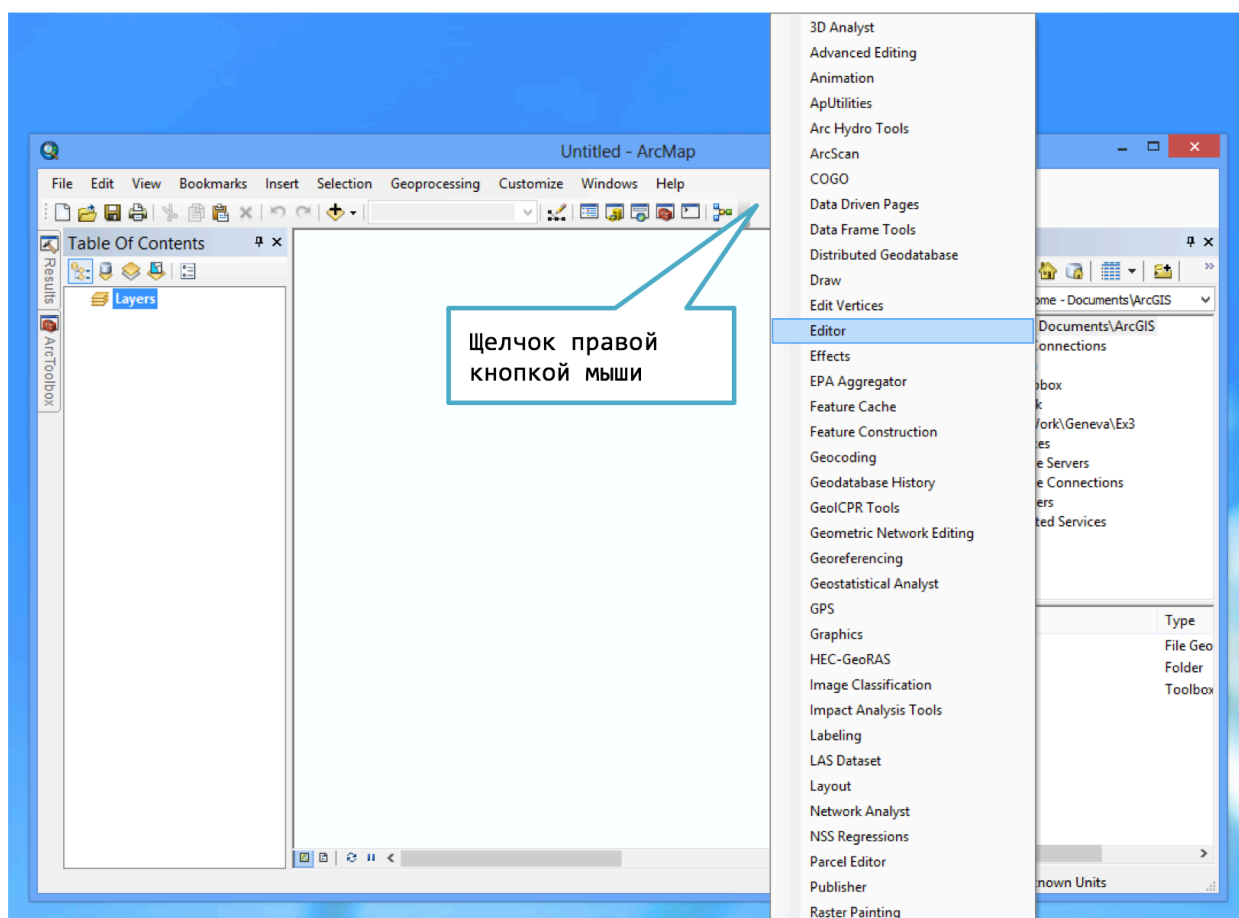 Untitled - ArcMap
File Edit View Bookmarks Insert Selection Geoprocessing Customize Windows Help
Table Of Contents
Results
ArcToolbox
Layers
Щелчок правой
кнопкой мыши
3D Analyst
Advanced Editing
Animation
ApUtilities
Arc Hydro Tools
ArcScan
COGO
Data Driven Pages
Data Frame Tools
Distributed Geodatabase
Draw
Edit Vertices
Editor
Effects
EPA Aggregator
Feature Cache
Feature Construction
Geocoding
Geodatabase History
GeoICPR Tools
Geometric Network Editing
Georeferencing
Geostatistical Analyst
GPS
Graphics
HEC-GeoRAS
Image Classification
Impact Analysis Tools
Labeling
LAS Dataset
Layout
Network Analyst
NSS Regressions
Parcel Editor
Publisher
Raster Painting
ome - Documents\ArcGIS
Documents\ArcGIS
onnections
box
k
ork\Geneva\Ex3
es
e Servers
e Connections
ers
ted Services
Type
File Geo
Folder
Toolbox
nown Units